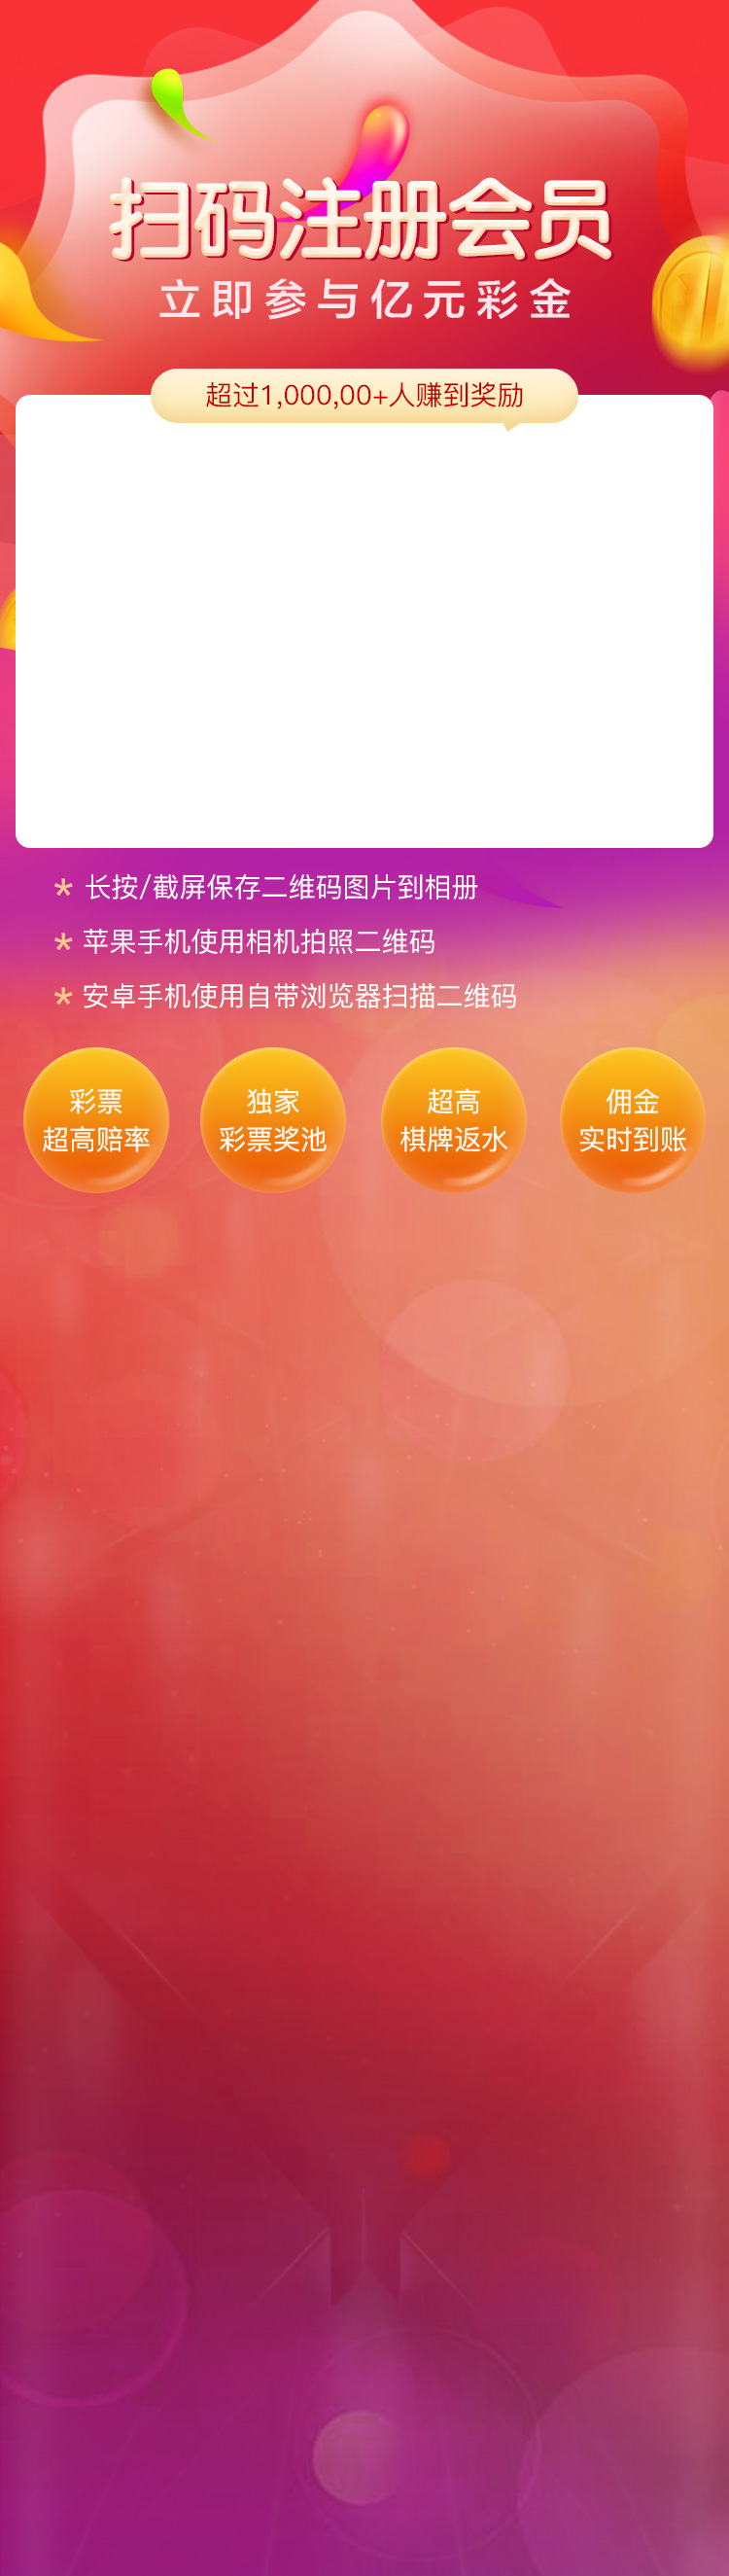 扫码注册会员
立即参与亿元彩金
超过1,000,00+人赚到奖励
* 长按/截屏保存二维码图片到相册
* 苹果手机使用相机拍照二维码
* 安卓手机使用自带浏览器扫描二维码
彩票
超高赔率
独家
彩票奖池
超高
棋牌返水
佣金
实时到账